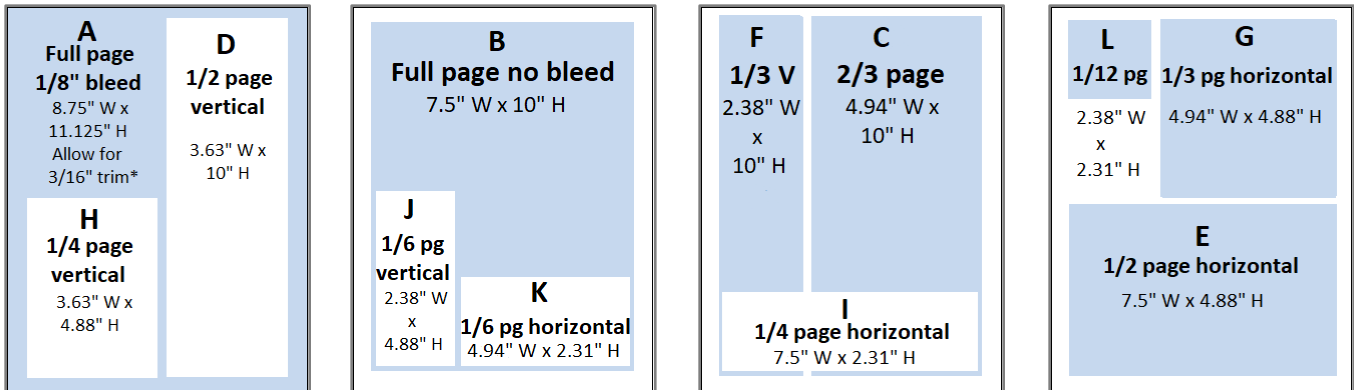 A
Full page
1/8" bleed
8.75" W x
11.125" H
Allow for
3/16" trim*
D
1/2 page
vertical
3.63" W x
10" H
H
1/4 page
vertical
3.63" W x
4.88" H
B
Full page no bleed
7.5" W x 10" H
J
1/6 pg
vertical
2.38" W
x
4.88" H
K
1/6 pg horizontal
4.94" W x 2.31" H
F
1/3 V
2.38" W
x
10" H
C
2/3 page
4.94" W x
10" H
I
1/4 page horizontal
7.5" W x 2.31" H
L
1/12 pg
2.38" W
x
2.31" H
G
1/3 pg horizontal
4.94" W x 4.88" H
E
1/2 page horizontal
7.5" W x 4.88" H